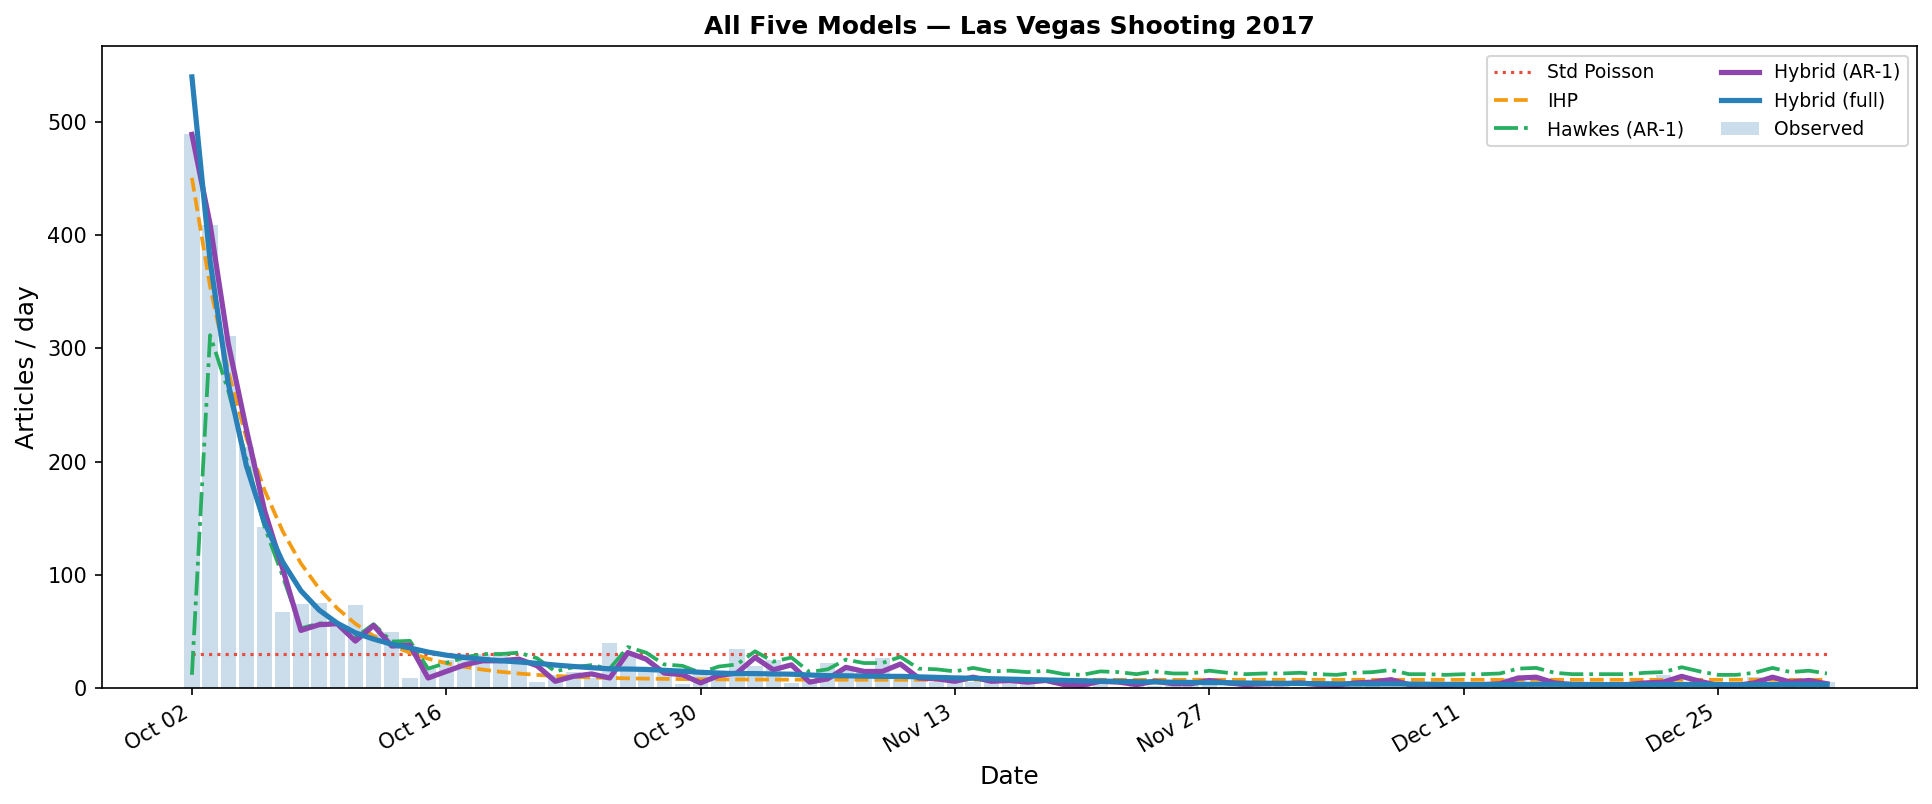 All Five Models — Las Vegas Shooting 2017
Std Poisson
IHP
Hawkes (AR-1)
Hybrid (AR-1)
Hybrid (full)
Observed
Articles / day
500
400
300
200
100
0
Oct 02
Oct 16
Oct 30
Nov 13
Nov 27
Dec 11
Dec 25
Date